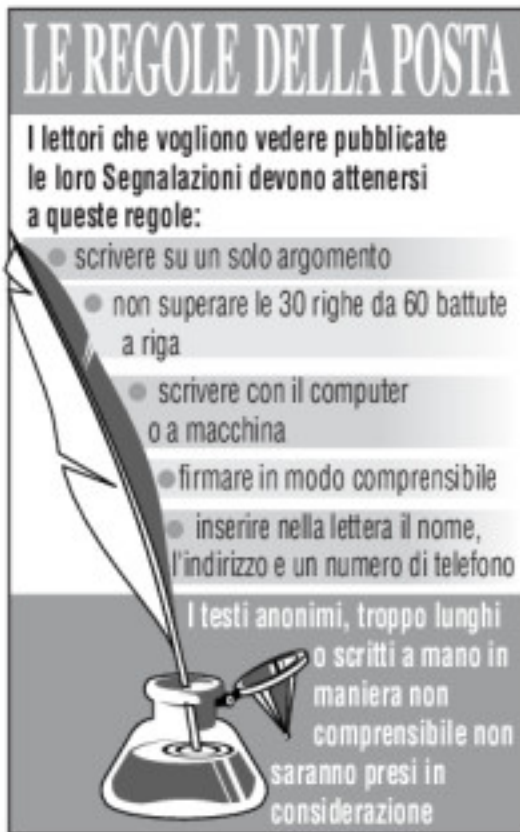 LE REGOLE DELLA POSTA
I lettori che vogliono vedere pubblicate
le loro Segnalazioni devono attenersi
a queste regole:
● scrivere su un solo argomento
● non superare le 30 righe da 60 battute
a riga
● scrivere con il computer
o a macchina
● firmare in modo comprensibile
● inserire nella lettera il nome,
l'indirizzo e un numero di telefono
I testi anonimi, troppo lunghi
o scritti a mano in
maniera non
comprensibile non
saranno presi in
considerazione